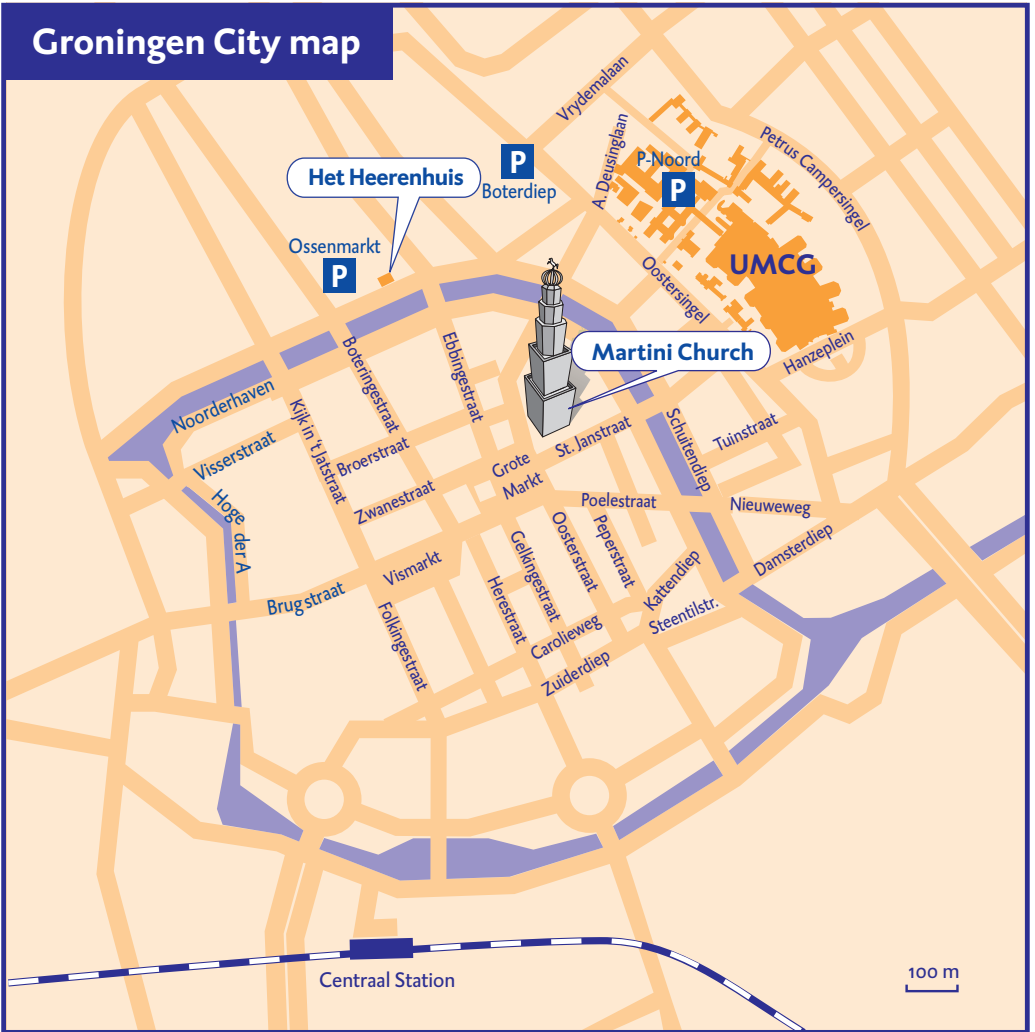 Groningen City map
Vrydemalaan
A. Deusinglaan
P-Noord
P
Petrus Campersingel
P
Boterdiep
Het Heerenhuis
Ossenmarkt
P
UMCG
Oostersingel
Hanzeplein
Martini Church
Ebbingestraat
Boteringestraat
Noorderhaven
Kijk in 't Jatstraat
Visserstraat
Broerstraat
Zwanestraat
Grote
Markt
St. Janstraat
Schuitendiep
Tuinstraat
Poelestraat
Nieuweweg
Damsterdiep
Hoge der A
Brugstraat
Vismarkt
Folkingestraat
Herestraat
Gelkingestraat
Oosterstraat
Peperstraat
Kattendiep
Steentilstr.
Carolieweg
Zuiderdiep
Centraal Station
100 m